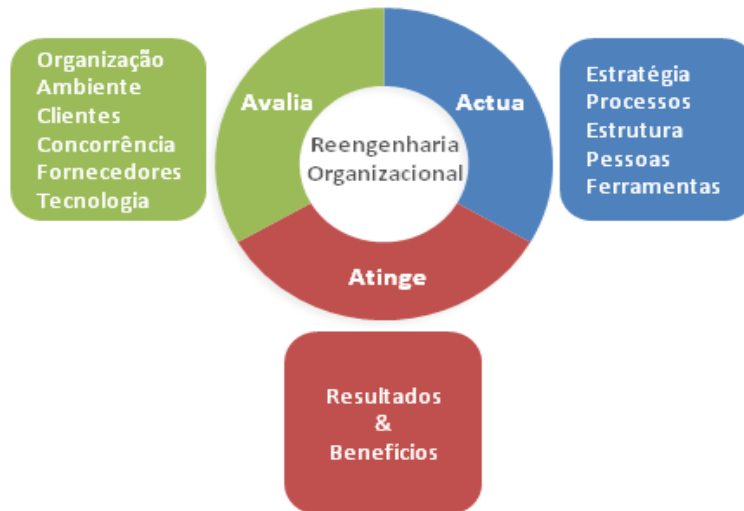 Organização
Ambiente
Clientes
Concorrência
Fornecedores
Tecnologia
Avalia
Actua
Reengenharia
Organizacional
Atinge
Estratégia
Processos
Estrutura
Pessoas
Ferramentas
Resultados
&
Benefícios